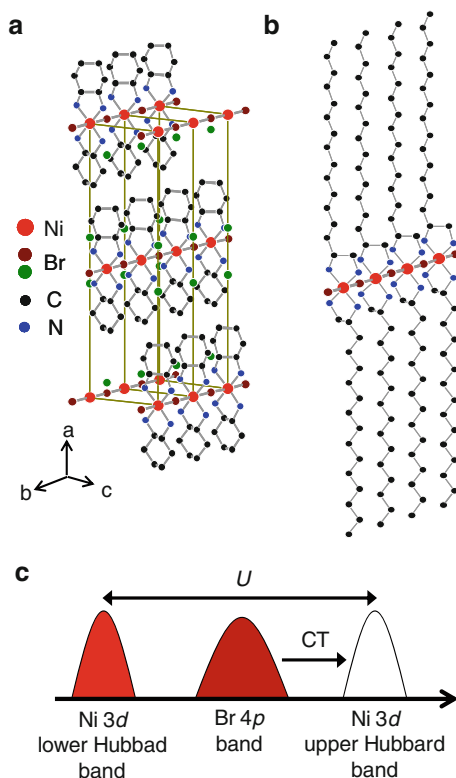 a
b
Ni
Br
C
N
a
b
c
c
U
CT
Ni 3d
lower Hubbad
band
Br 4p
band
Ni 3d
upper Hubbard
band